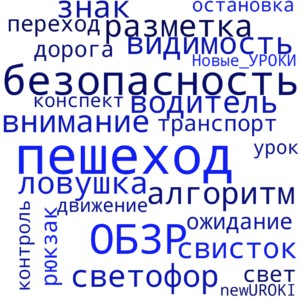 знак
остановка
переход
разметка
дорога
видимость
Новые_УРОКИ
безопасность
конспект
водитель
внимание
транспорт
пешеход
урок
ловушка
алгоритм
контроль
рюкзак
движение
ОБЗР
ожидание
свисток
светофор
свет
newUROKI